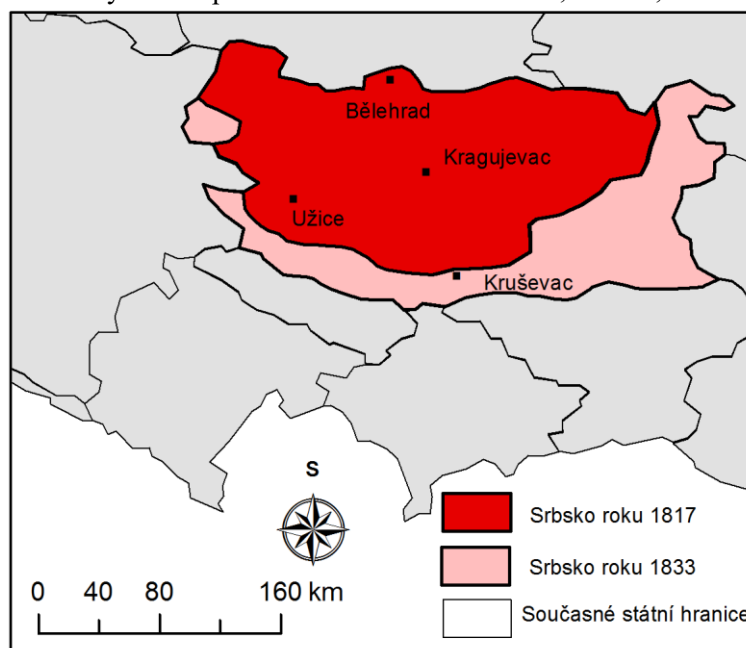 Bělehrad
Kragujevac
Užice
Kruševac
S
Srbsko roku 1817
Srbsko roku 1833
Současné státní hranice
0 40 80 160 km